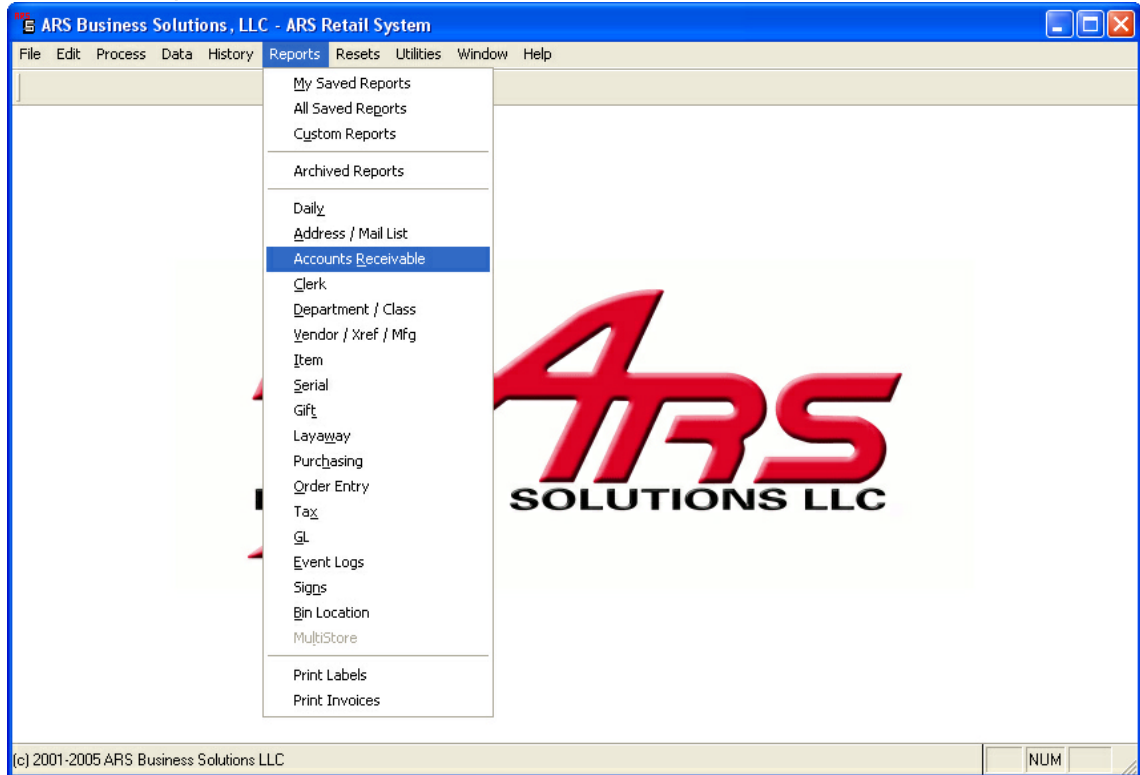 ARS Business Solutions, LLC - ARS Retail System
File Edit Process Data History Reports Resets Utilities Window Help
My Saved Reports
All Saved Reports
Custom Reports
Archived Reports
Daily
Address / Mail List
Accounts Receivable
Clerk
Department / Class
Vendor / Xref / Mfg
Item
Serial
Gift
Layaway
Purchasing
Order Entry
Tax
GL
Event Logs
Signs
Bin Location
MultiStore
Print Labels
Print Invoices
ARS
SOLUTIONS LLC
(c) 2001-2005 ARS Business Solutions LLC NUM